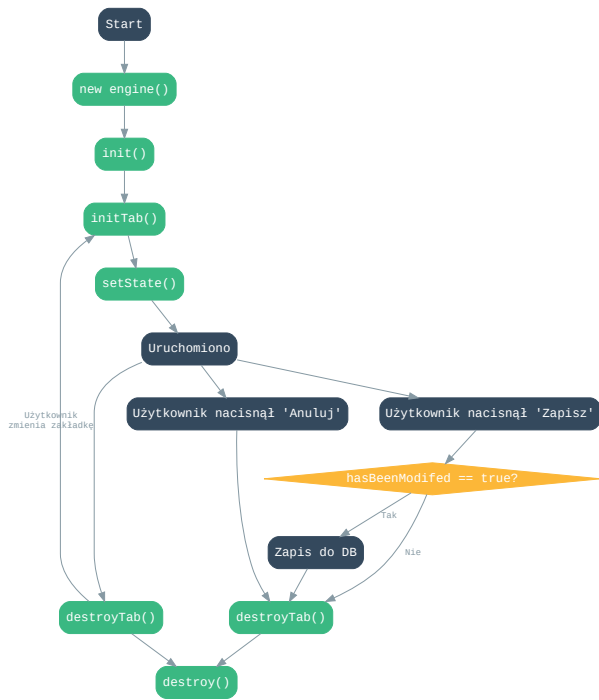 Start
new engine()
init()
initTab()
setState()
Uruchomiono
Użytkownik nacisnął 'Anuluj'
Użytkownik nacisnął 'Zapisz'
Użytkownik
zmienia zakładkę
hasBeenModifed == true?
Tak
Zapis do DB
Nie
destroyTab()
destroyTab()
destroy()